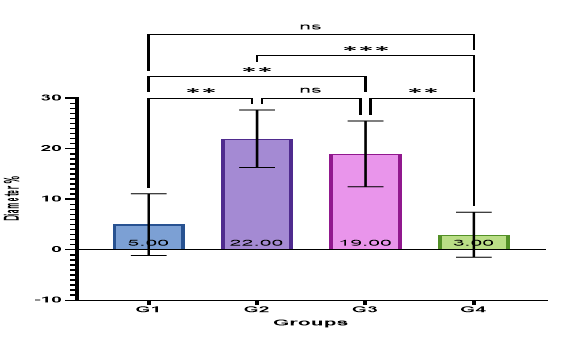 ns
***
**
** ns **
30
20
10
0
-10
Diameter %
5.00 22.00 19.00 3.00
G1 G2 G3 G4
Groups